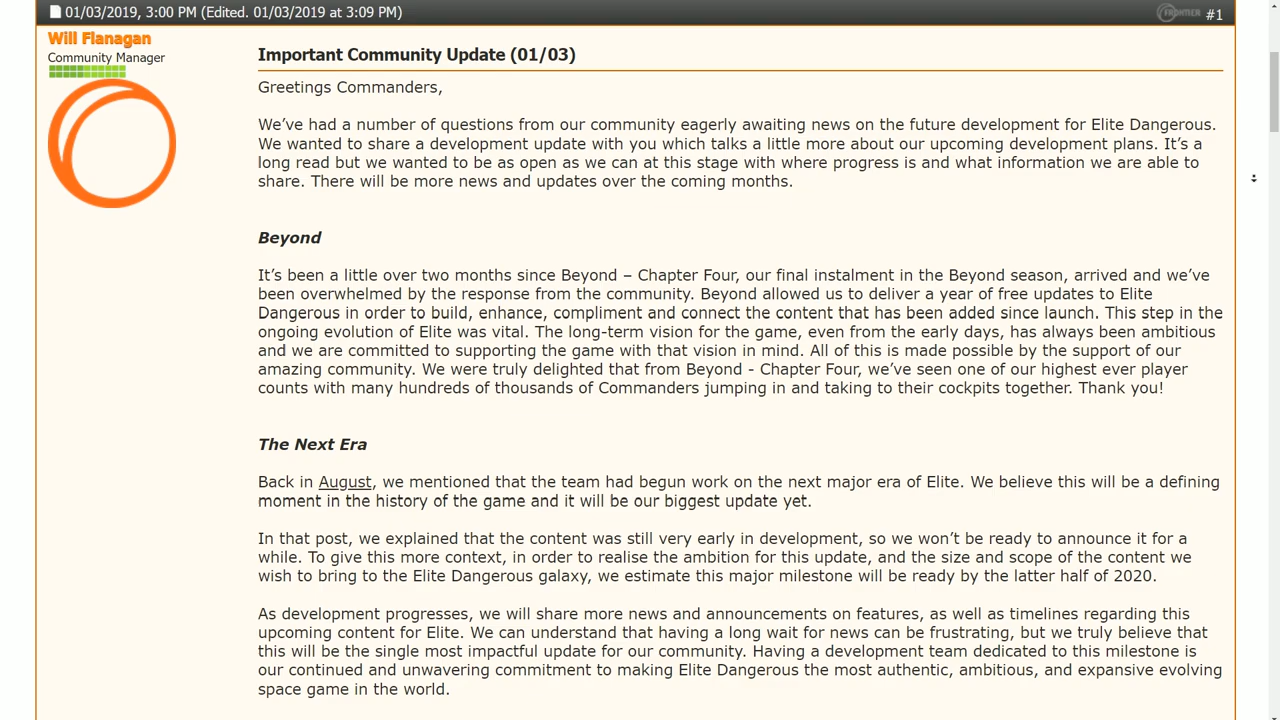 01/03/2019, 3:00 PM (Edited. 01/03/2019 at 3:09 PM)
FRONTIER #1
Will Flanagan
Community Manager
Important Community Update (01/03)
Greetings Commanders,
We’ve had a number of questions from our community eagerly awaiting news on the future development for Elite Dangerous.
We wanted to share a development update with you which talks a little more about our upcoming development plans. It’s a
long read but we wanted to be as open as we can at this stage with where progress is and what information we are able to
share. There will be more news and updates over the coming months.
Beyond
It’s been a little over two months since Beyond – Chapter Four, our final instalment in the Beyond season, arrived and we’ve
been overwhelmed by the response from the community. Beyond allowed us to deliver a year of free updates to Elite
Dangerous in order to build, enhance, compliment and connect the content that has been added since launch. This step in the
ongoing evolution of Elite was vital. The long-term vision for the game, even from the early days, has always been ambitious
and we are committed to supporting the game with that vision in mind. All of this is made possible by the support of our
amazing community. We were truly delighted that from Beyond - Chapter Four, we’ve seen one of our highest ever player
counts with many hundreds of thousands of Commanders jumping in and taking to their cockpits together. Thank you!
The Next Era
Back in August, we mentioned that the team had begun work on the next major era of Elite. We believe this will be a defining
moment in the history of the game and it will be our biggest update yet.
In that post, we explained that the content was still very early in development, so we won’t be ready to announce it for a
while. To give this more context, in order to realise the ambition for this update, and the size and scope of the content we
wish to bring to the Elite Dangerous galaxy, we estimate this major milestone will be ready by the latter half of 2020.
As development progresses, we will share more news and announcements on features, as well as timelines regarding this
upcoming content for Elite. We can understand that having a long wait for news can be frustrating, but we truly believe that
this will be the single most impactful update for our community. Having a development team dedicated to this milestone is
our continued and unwavering commitment to making Elite Dangerous the most authentic, ambitious, and expansive evolving
space game in the world.